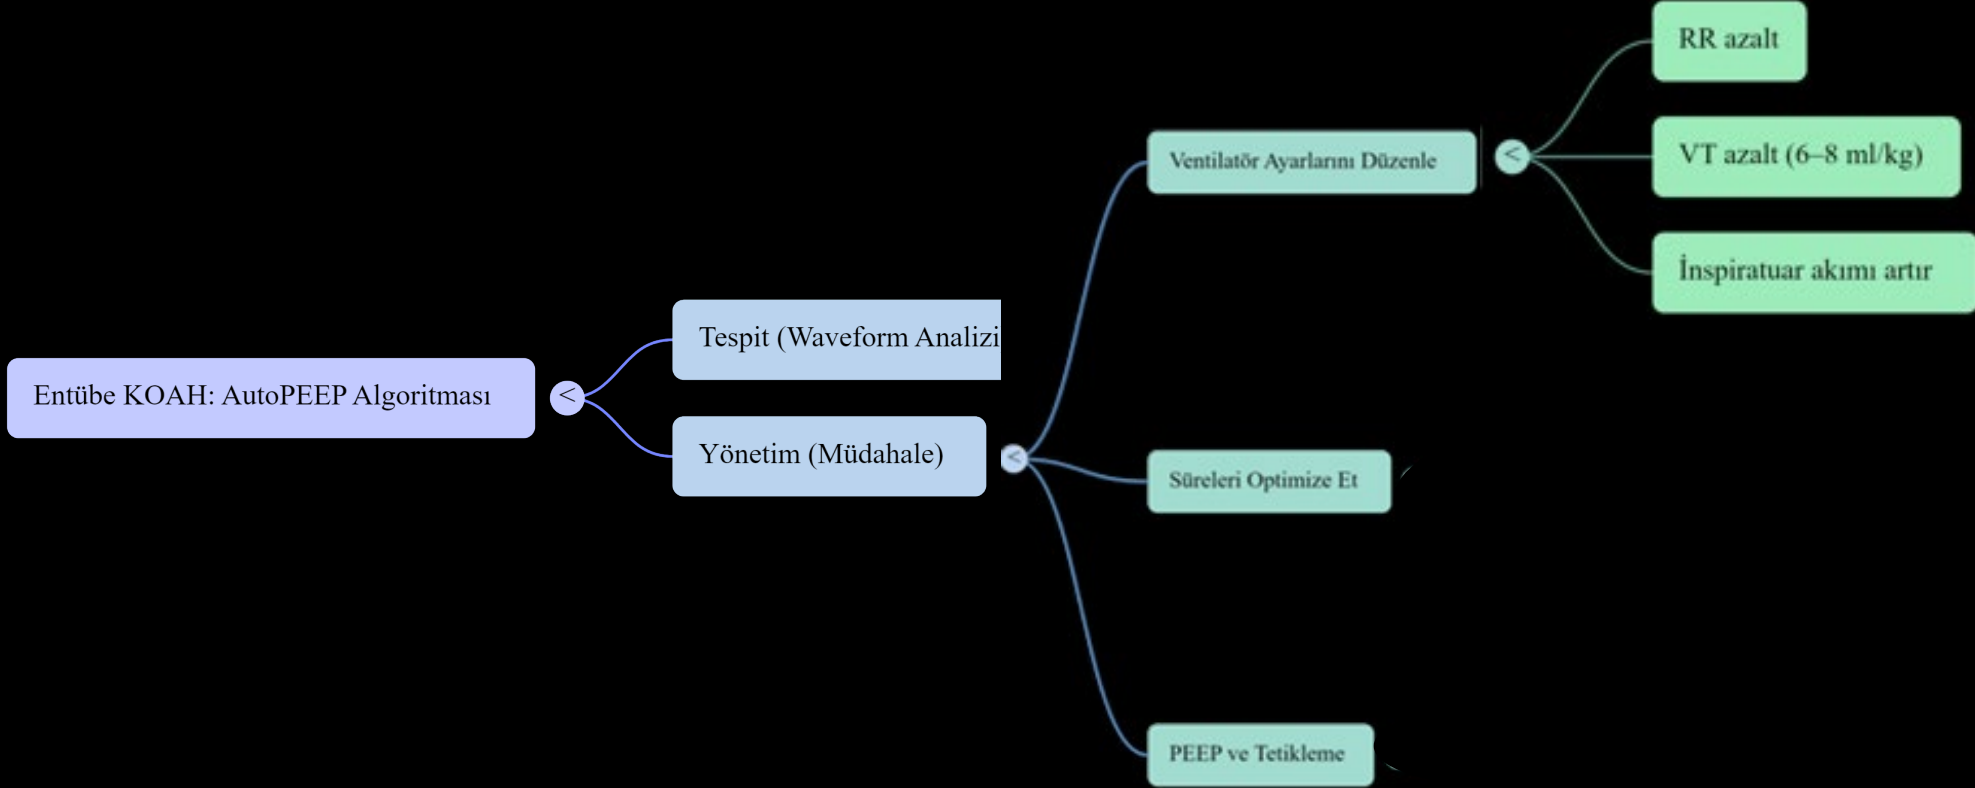 Entübe KOAH: AutoPEEP Algoritması
<
Tespit (Waveform Analizi
Yönetim (Müdahale)
<
Ventilatör Ayarlarını Düzenle
<
RR azalt
VT azalt (6–8 ml/kg)
İnspiratuar akımı artır
Süreleri Optimize Et
PEEP ve Tetikleme